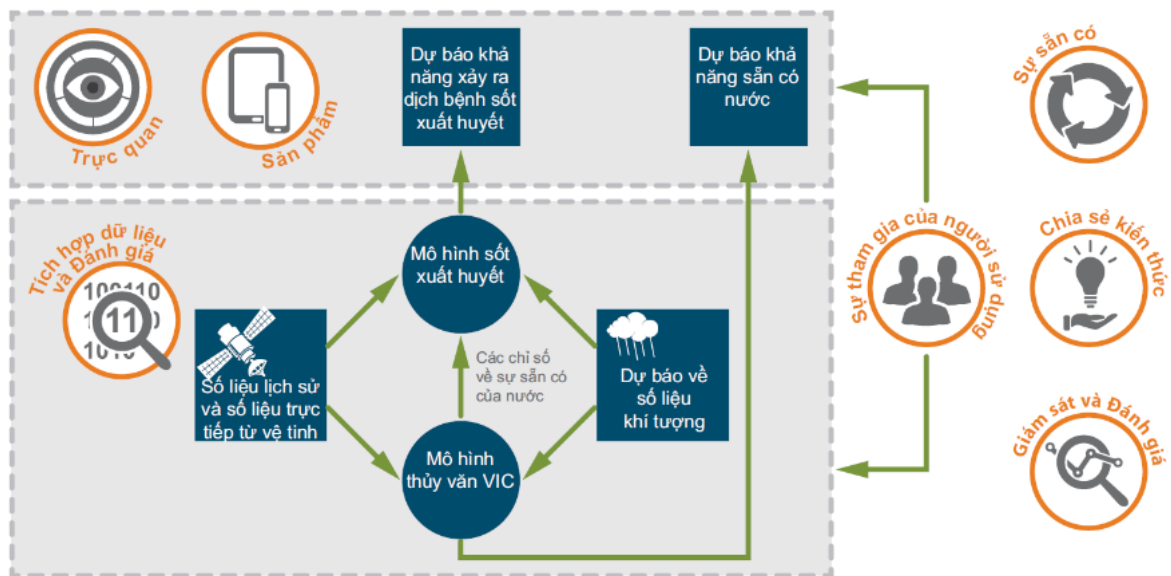 Trực quan
Sản phẩm
Dự báo khả
năng xảy ra
dịch bệnh sốt
xuất huyết
Dự báo khả
năng sẵn có
nước
Sự sẵn có
Tích hợp dữ liệu
và Đánh giá
100110
11
1010
Mô hình sốt
xuất huyết
Số liệu lịch sử
và số liệu trực
tiếp từ vệ tinh
Các chỉ số
về sự sẵn có
của nước
Dự báo về
số liệu
khí tượng
Mô hình
thủy văn VIC
Sự tham gia của người sử dụng
Chia sẻ kiến thức
Giám sát và Đánh giá